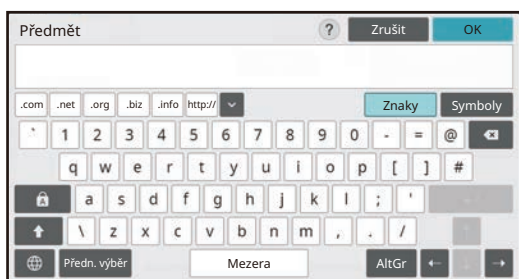 Předmět ? Zrušit OK
.com .net .org .biz .info http:// Znaky Symboly
` 1 2 3 4 5 6 7 8 9 0 - = @
q w e r t y u i o p [ ] #
A a s d f g h j k l ; '
\ z x c v b n m , . /
Předn. výběr Mezera AltGr